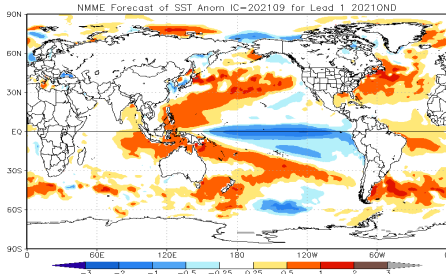 NMME Forecast of SST Anom IC=202109 for Lead 1 2021OND
90N
60N
30N
EQ
30S
60S
90S
0 60E 120E 180 120W 60W
-3 -2 -1 -0.5 -0.25 0.25 0.5 1 2 3